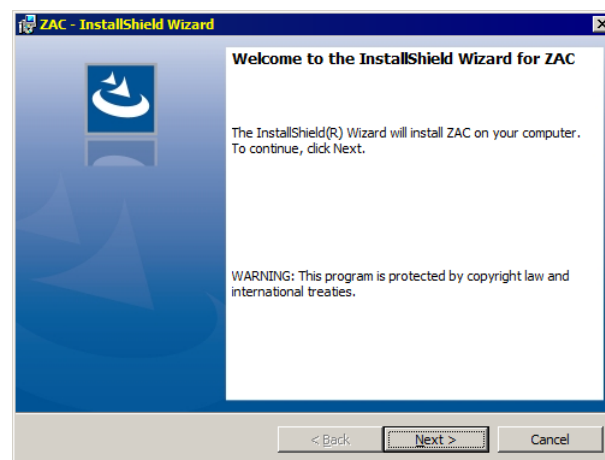 ZAC - InstallShield Wizard
Welcome to the InstallShield Wizard for ZAC
The InstallShield(R) Wizard will install ZAC on your computer.
To continue, click Next.
WARNING: This program is protected by copyright law and
international treaties.
< Back
Next >
Cancel